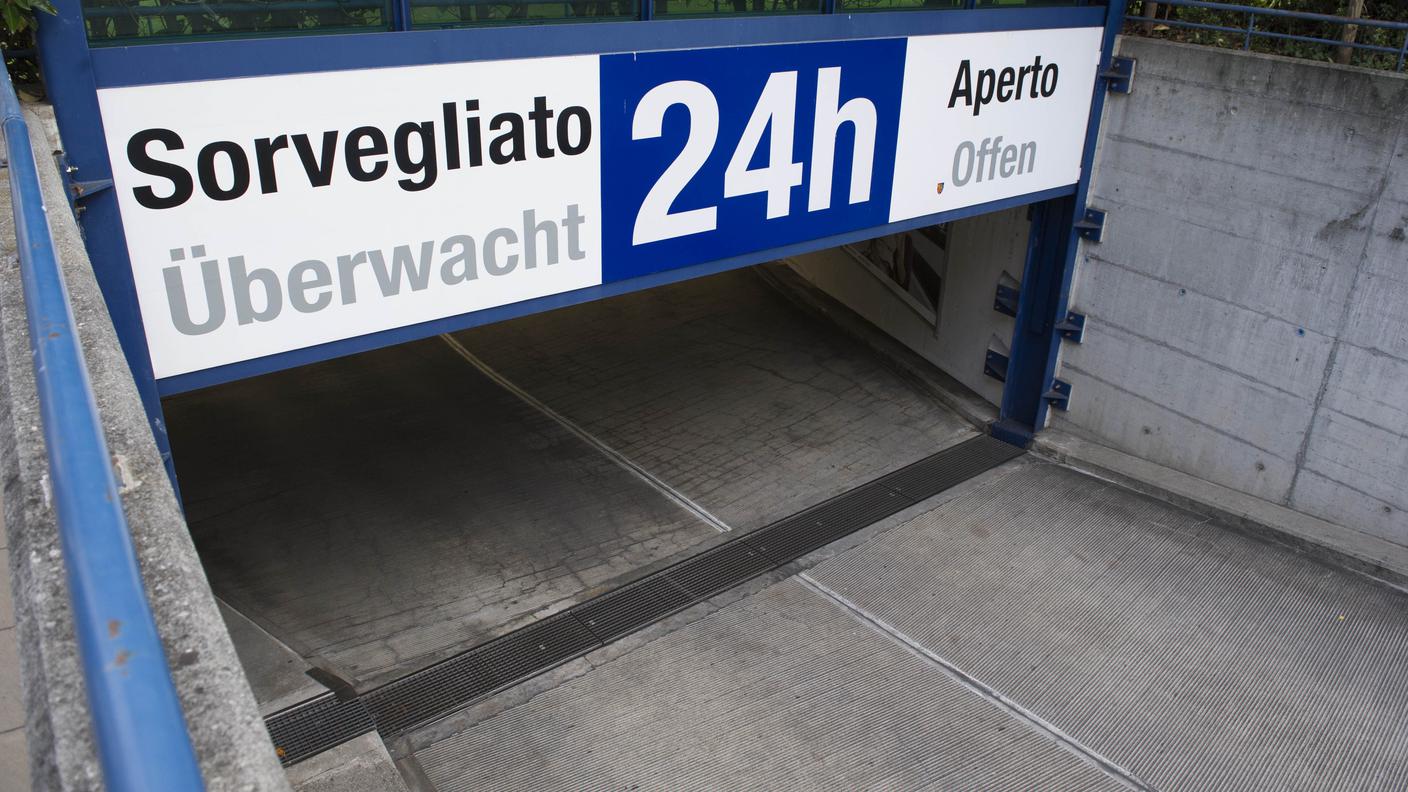 Sorvegliato
Überwacht
24h
Aperto
Offen